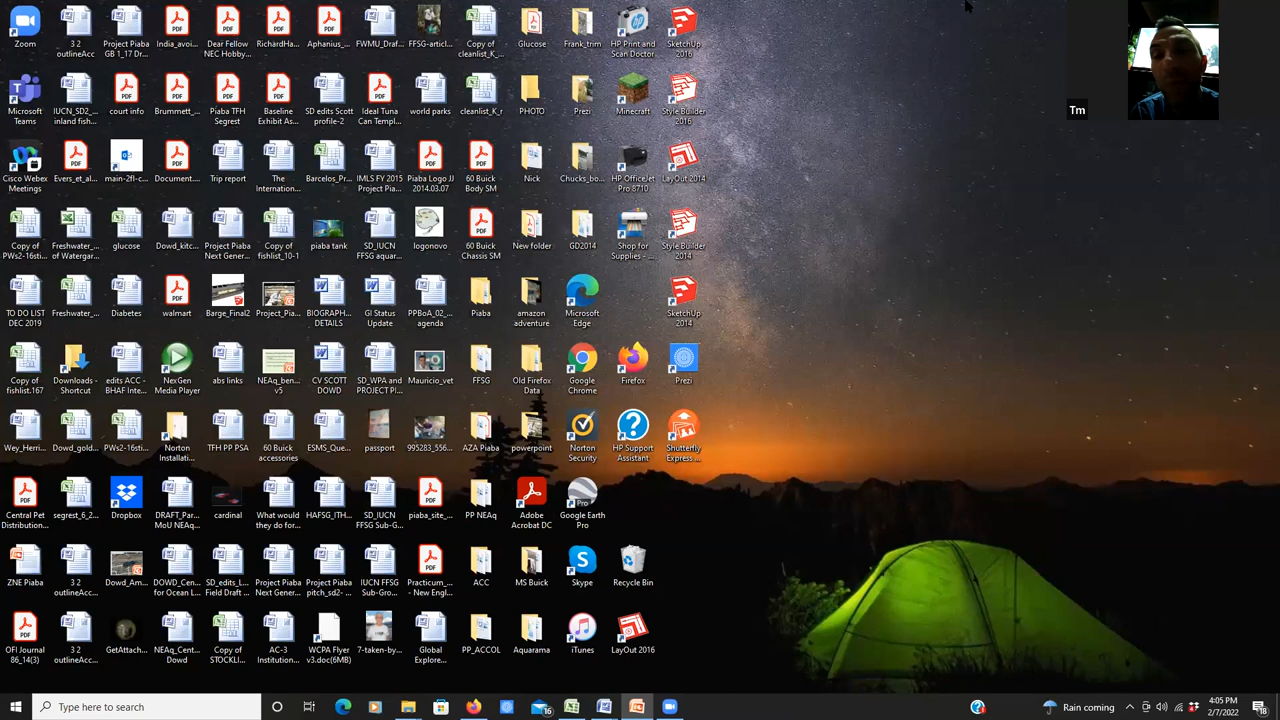 Zoom
3 2
outlineAcc
Project Piaba
GB 1_17 Dr...
India_avoi...
Dear Fellow
NEC Hobby...
RichardHa...
Aphanius_...
FWMU_Draf...
FFSG-articl...
Copy of
cleanlist_K_...
Glucose
Frank_trim
HP Print and
Scan Doctor
SketchUp
2016
Microsoft
Teams
IUCN_SD2_...
inland fish...
court info
Brummett_...
Piaba TFH
Segrest
Baseline
Exhibit As...
SD edits Scott
profile-2
Ideal Tuna
Can Templ...
world parks
cleanlist_K_r
PHOTO
Prezi
Minecraft
Style Builder
2016
Tm
Cisco Webex
Meetings
Evers_et_al...
main-2fl-c...
Document...
Trip report
The
Internation...
Barcelos_Pr...
IMLS FY 2015
Project Pia...
Piaba Logo JJ
2014.03.07
60 Buick
Body SM
Nick
Chucks_bo...
HP OfficeJet
Pro 8710
LayOut 2014
Copy of
PWs2-16sti...
Freshwater_...
of Watergar...
glucose
Dowd_kitc...
Project Piaba
Next Gener...
Copy of
fishlist_10-1
piaba tank
SD_IUCN
FFSG aquar...
logonovo
60 Buick
Chassis SM
New folder
GD2014
Shop for
Supplies - ...
Style Builder
2014
TO DO LIST
DEC 2019
Freshwater_...
Diabetes
walmart
Barge_Final2
Project_Pia...
BIOGRAPH...
DETAILS
GI Status
Update
PPBoA_02_...
agenda
Piaba
amazon
adventure
Microsoft
Edge
SketchUp
2014
Copy of
fishlist.167
Downloads -
Shortcut
edits ACC -
BHAF Inte...
NexGen
Media Player
abs links
NEAq_ben...
v5
CV SCOTT
DOWD
SD_WPA and
PROJECT PI...
Mauricio_vet
FFSG
Old Firefox
Data
Google
Chrome
Firefox
Prezi
Wey_Herri...
Dowd_gold...
PWs2-16sti...
Norton
Installati...
TFH PP PSA
60 Buick
accessories
ESMS_Que...
passport
995283_556...
AZA Piaba
powerpoint
Norton
Security
HP Support
Assistant
Shutterfly
Express ...
Central Pet
Distribution...
segrest_6_2...
Dropbox
DRAFT_Par...
MoU NEAq...
cardinal
What would
they do for...
HAFSG_ITH...
SD_IUCN
FFSG Sub-G...
piaba_site_...
PP NEAq
Adobe
Acrobat DC
Google Earth
Pro
ZNE Piaba
3 2
outlineAcc...
Dowd_Am...
DOWD_Cen...
for Ocean L...
SD_edits_L...
Field Draft ...
Project Piaba
Next Gener...
Project Piaba
pitch_sd2- ...
IUCN FFSG
Sub-Gro...
Practicum_...
- New Engl...
ACC
MS Buick
Skype
Recycle Bin
OFI Journal
86_14(3)
3 2
outlineAcc...
GetAttach...
NEAq_Cent...
Dowd
Copy of
STOCKLI...
AC-3
Institution...
WCPA Flyer
v3.doc(6MB)
7-taken-by...
Global
Explore...
PP_ACCOL
Aquarama
iTunes
LayOut 2016
Type here to search
16
Rain coming
4:05 PM
2/7/2022
18